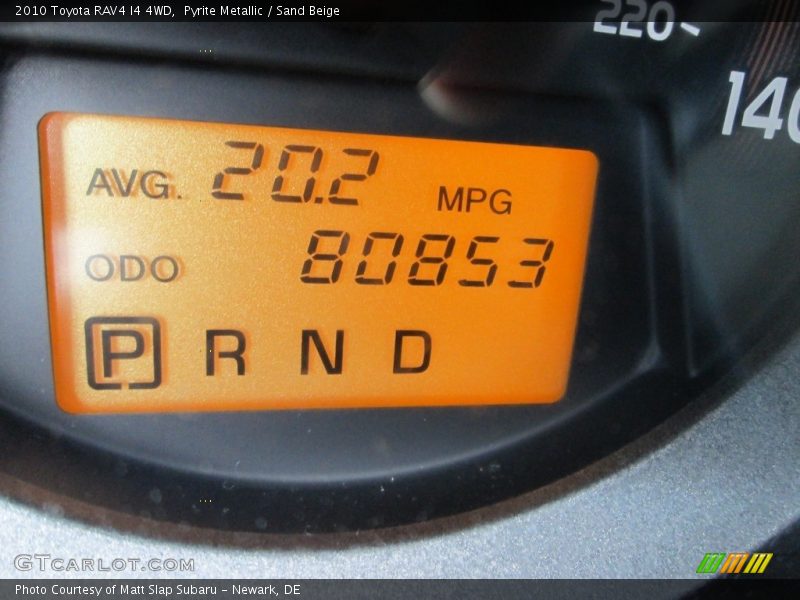 2010 Toyota RAV4 I4 4WD, Pyrite Metallic / Sand Beige
220
140
AVG. 20.2 MPG
ODO 80853
P R N D
GTCARLOT.COM
Photo Courtesy of Matt Slap Subaru - Newark, DE